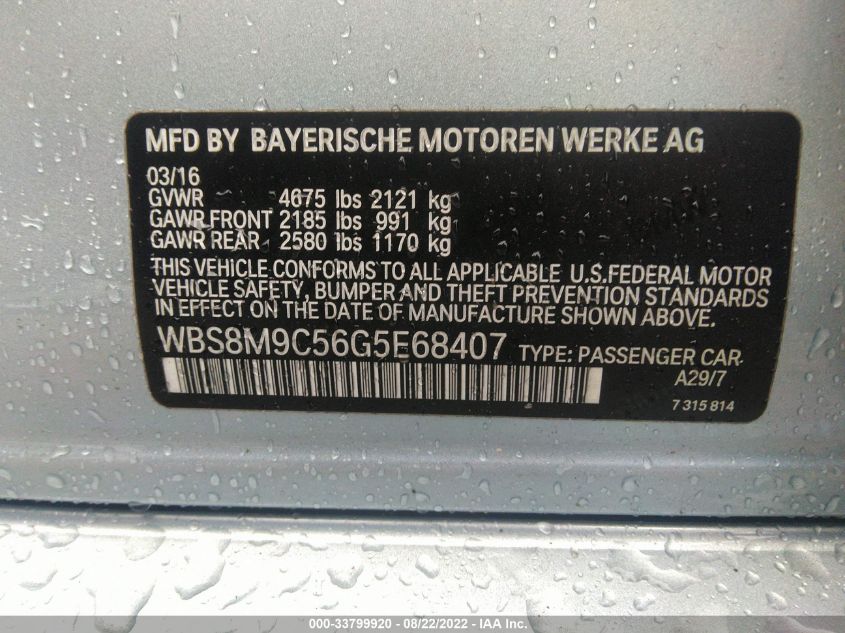 MFD BY BAYERISCHE MOTOREN WERKE AG
03/16
GVWR 4675 lbs 2121 kg
GAWR FRONT 2185 lbs 991 kg
GAWR REAR 2580 lbs 1170 kg
THIS VEHICLE CONFORMS TO ALL APPLICABLE U.S.FEDERAL MOTOR
VEHICLE SAFETY, BUMPER AND THEFT PREVENTION STANDARDS
IN EFFECT ON THE DATE OF MANUFACTURE SHOWN ABOVE.
WBS8M9C56G5E68407 TYPE: PASSENGER CAR
A29/7
7 315 814
000-33799920 - 08/22/2022 - IAA Inc.